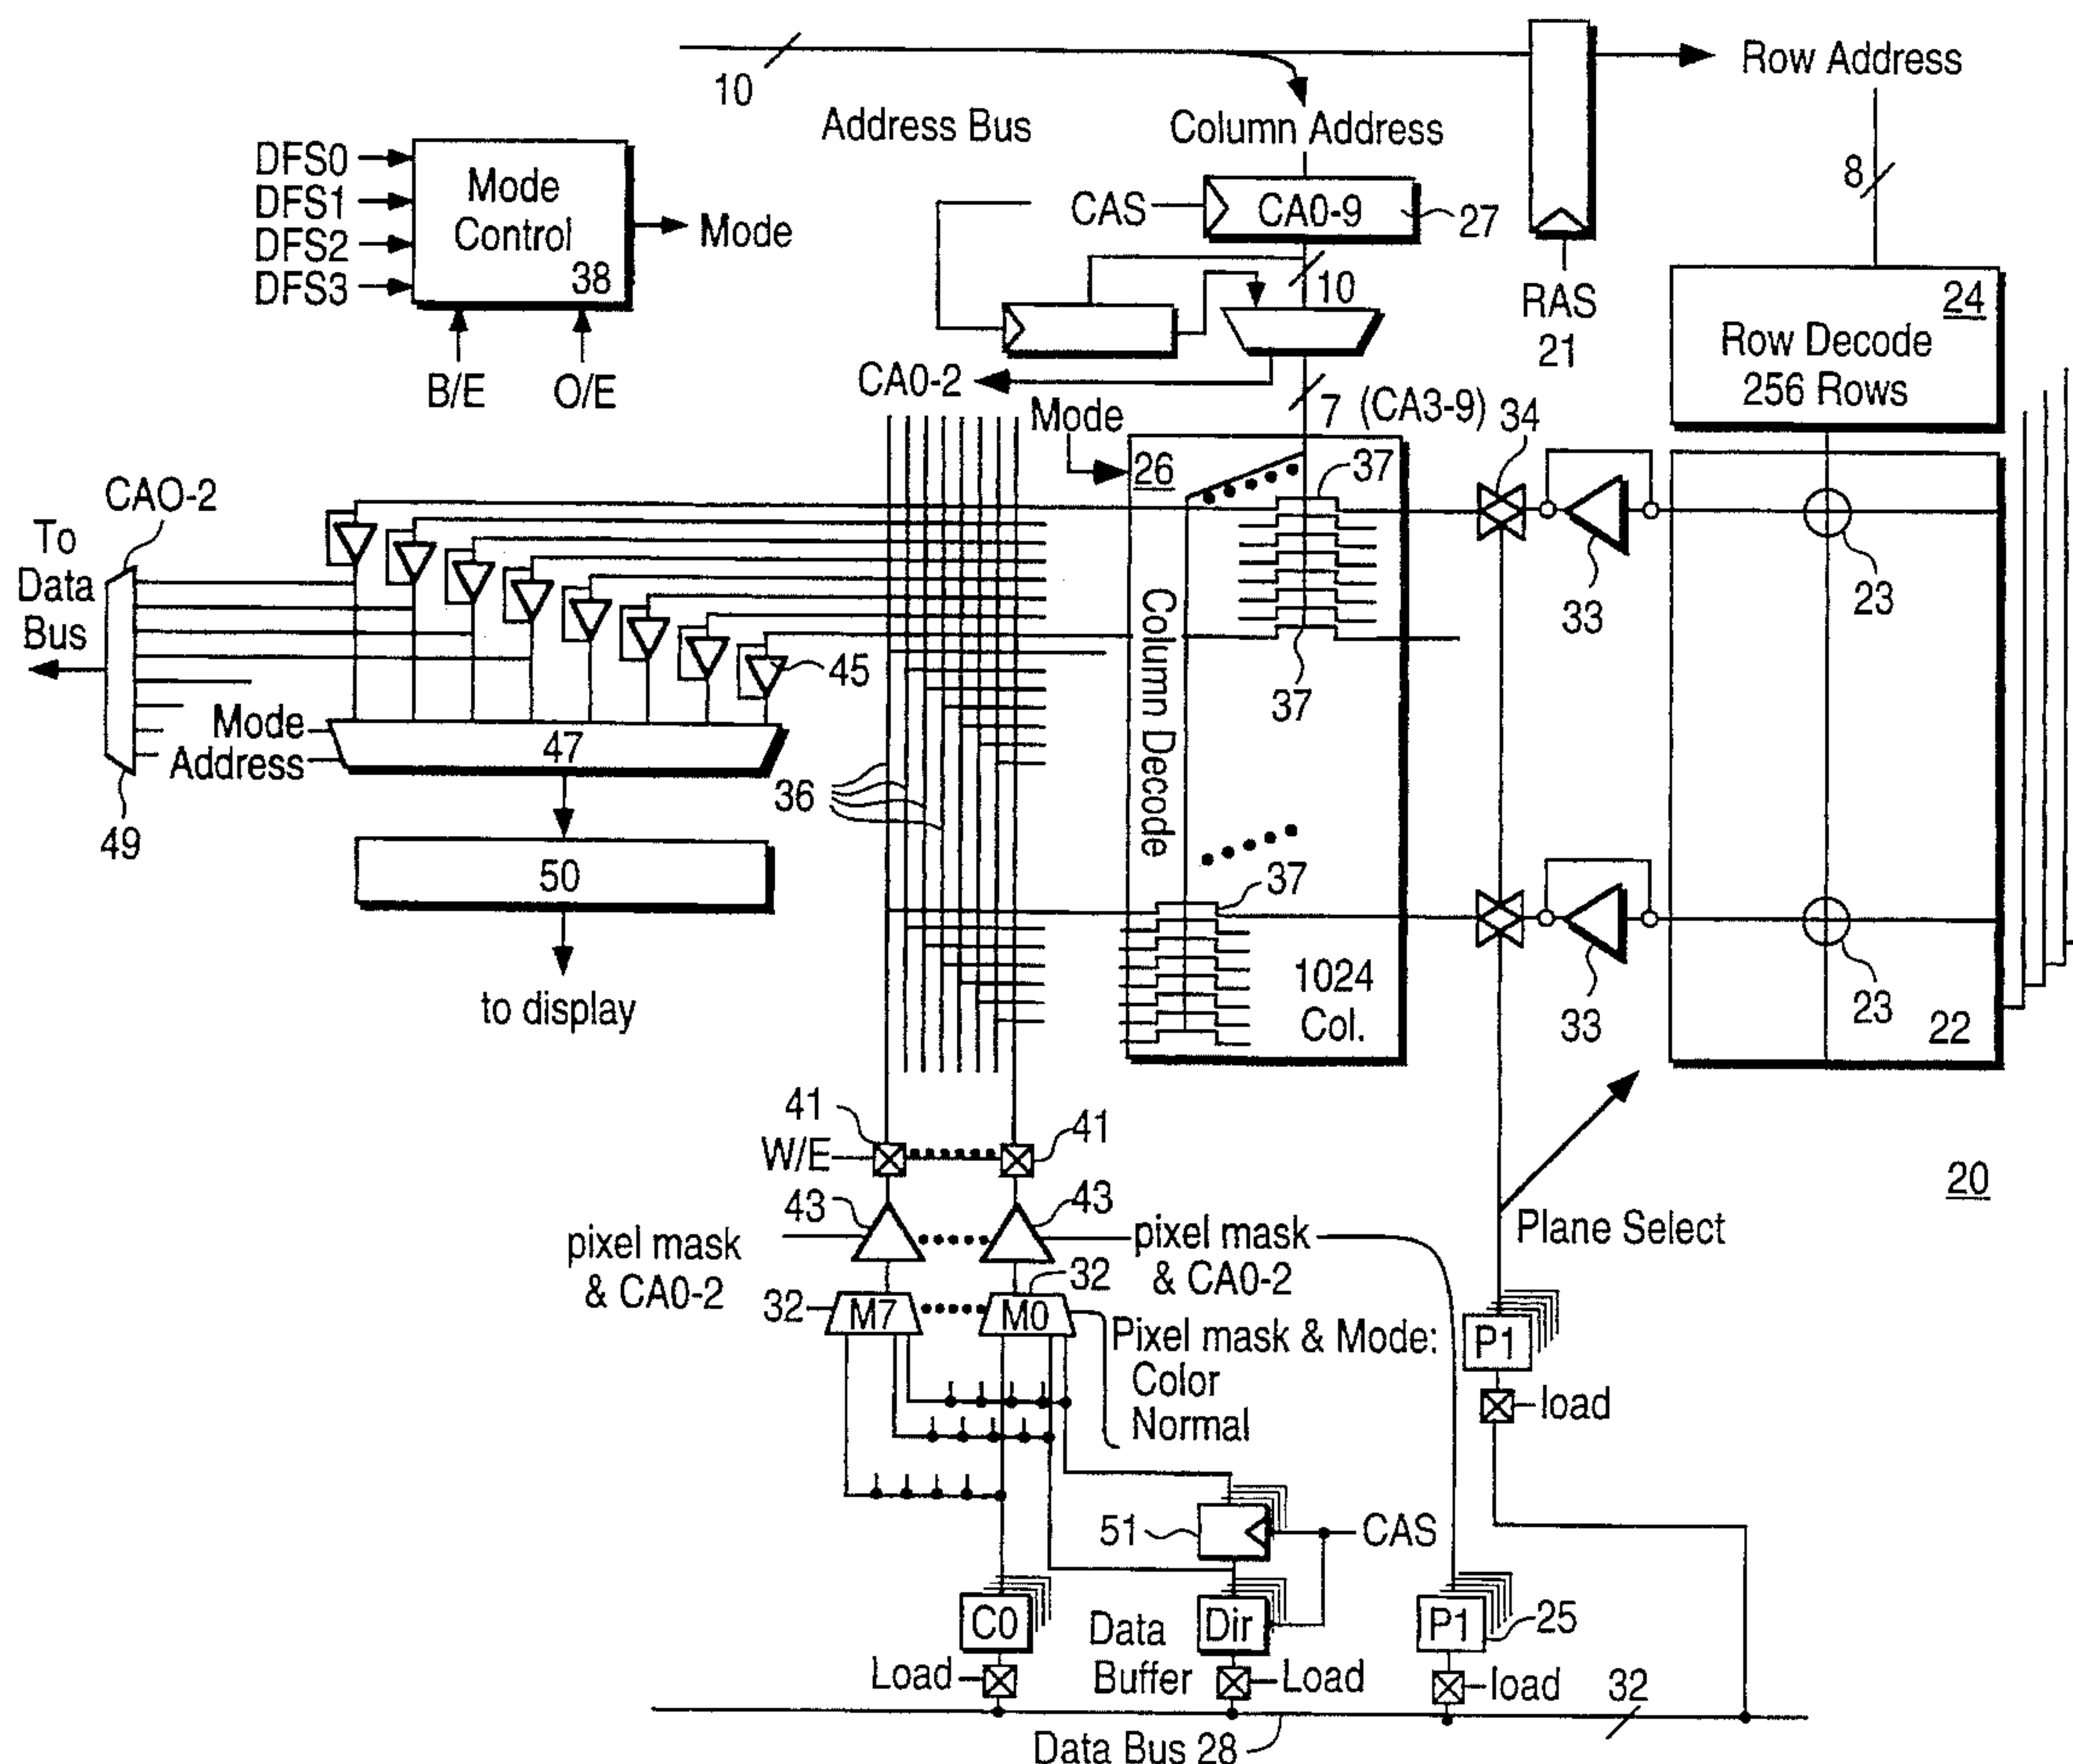 10
Address Bus
Column Address
Row Address
8
DFS0
DFS1
DFS2
DFS3
Mode
Control
38
Mode
B/E
O/E
CAS
CA0-9
27
10
RAS
21
24
Row Decode
256 Rows
CA0-2
7 (CA3-9)
Mode
26
37
34
33
23
CAO-2
To
Data
Bus
45
37
Column Decode
Mode
Address
47
49
36
50
to display
37
1024
Col.
33
23
22
41
W/E
41
43
43
pixel mask
& CA0-2
pixel mask
& CA0-2
32
M7
M0
32
Pixel mask & Mode:
Color
Normal
Plane Select
20
P1
load
51
CAS
C0
Load
Data
Buffer
Dir
Load
P1
25
load
32
Data Bus 28